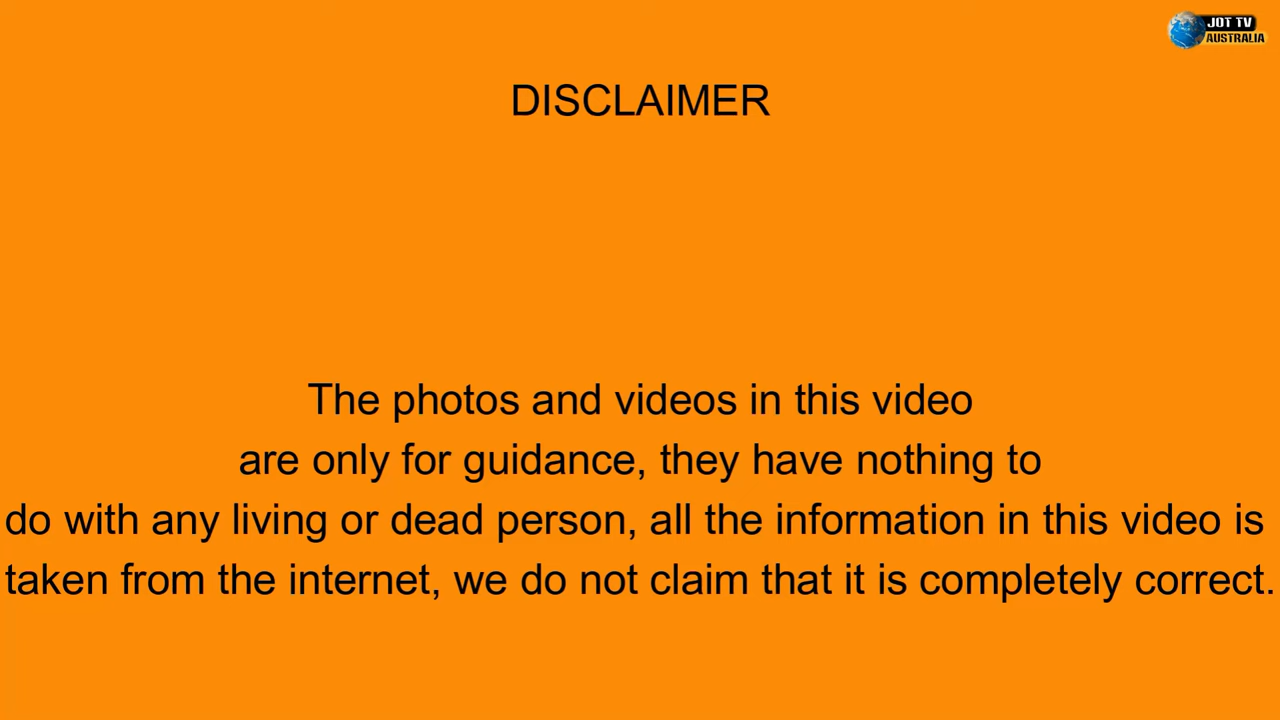 JOT TV
AUSTRALIA
DISCLAIMER
The photos and videos in this video
are only for guidance, they have nothing to
do with any living or dead person, all the information in this video is
taken from the internet, we do not claim that it is completely correct.